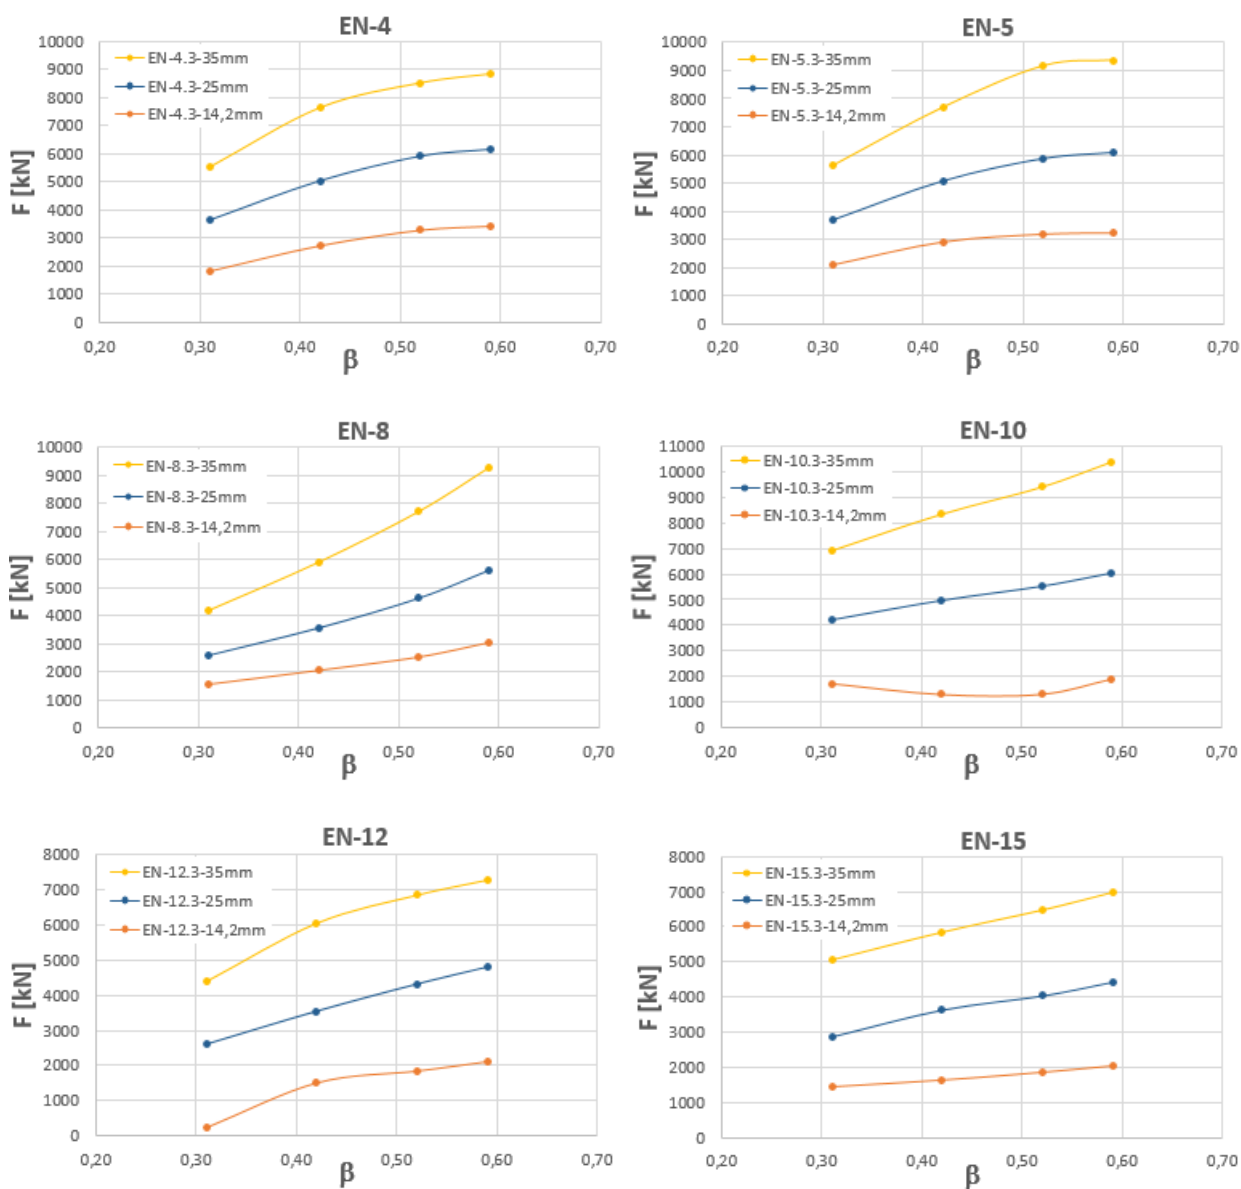 EN-4
10000
9000
8000
7000
6000
5000
4000
3000
2000
1000
0
F [kN]
EN-4.3-35mm
EN-4.3-25mm
EN-4.3-14,2mm
0,20 0,30 0,40 0,50 0,60 0,70
β
EN-5
10000
9000
8000
7000
6000
5000
4000
3000
2000
1000
0
F [kN]
EN-5.3-35mm
EN-5.3-25mm
EN-5.3-14,2mm
0,20 0,30 0,40 0,50 0,60 0,70
β
EN-8
10000
9000
8000
7000
6000
5000
4000
3000
2000
1000
0
F [kN]
EN-8.3-35mm
EN-8.3-25mm
EN-8.3-14,2mm
0,20 0,30 0,40 0,50 0,60 0,70
β
EN-10
11000
10000
9000
8000
7000
6000
5000
4000
3000
2000
1000
0
F [kN]
EN-10.3-35mm
EN-10.3-25mm
EN-10.3-14,2mm
0,20 0,30 0,40 0,50 0,60 0,70
β
EN-12
8000
7000
6000
5000
4000
3000
2000
1000
0
F [kN]
EN-12.3-35mm
EN-12.3-25mm
EN-12.3-14,2mm
0,20 0,30 0,40 0,50 0,60 0,70
β
EN-15
8000
7000
6000
5000
4000
3000
2000
1000
0
F [kN]
EN-15.3-35mm
EN-15.3-25mm
EN-15.3-14,2mm
0,20 0,30 0,40 0,50 0,60 0,70
β